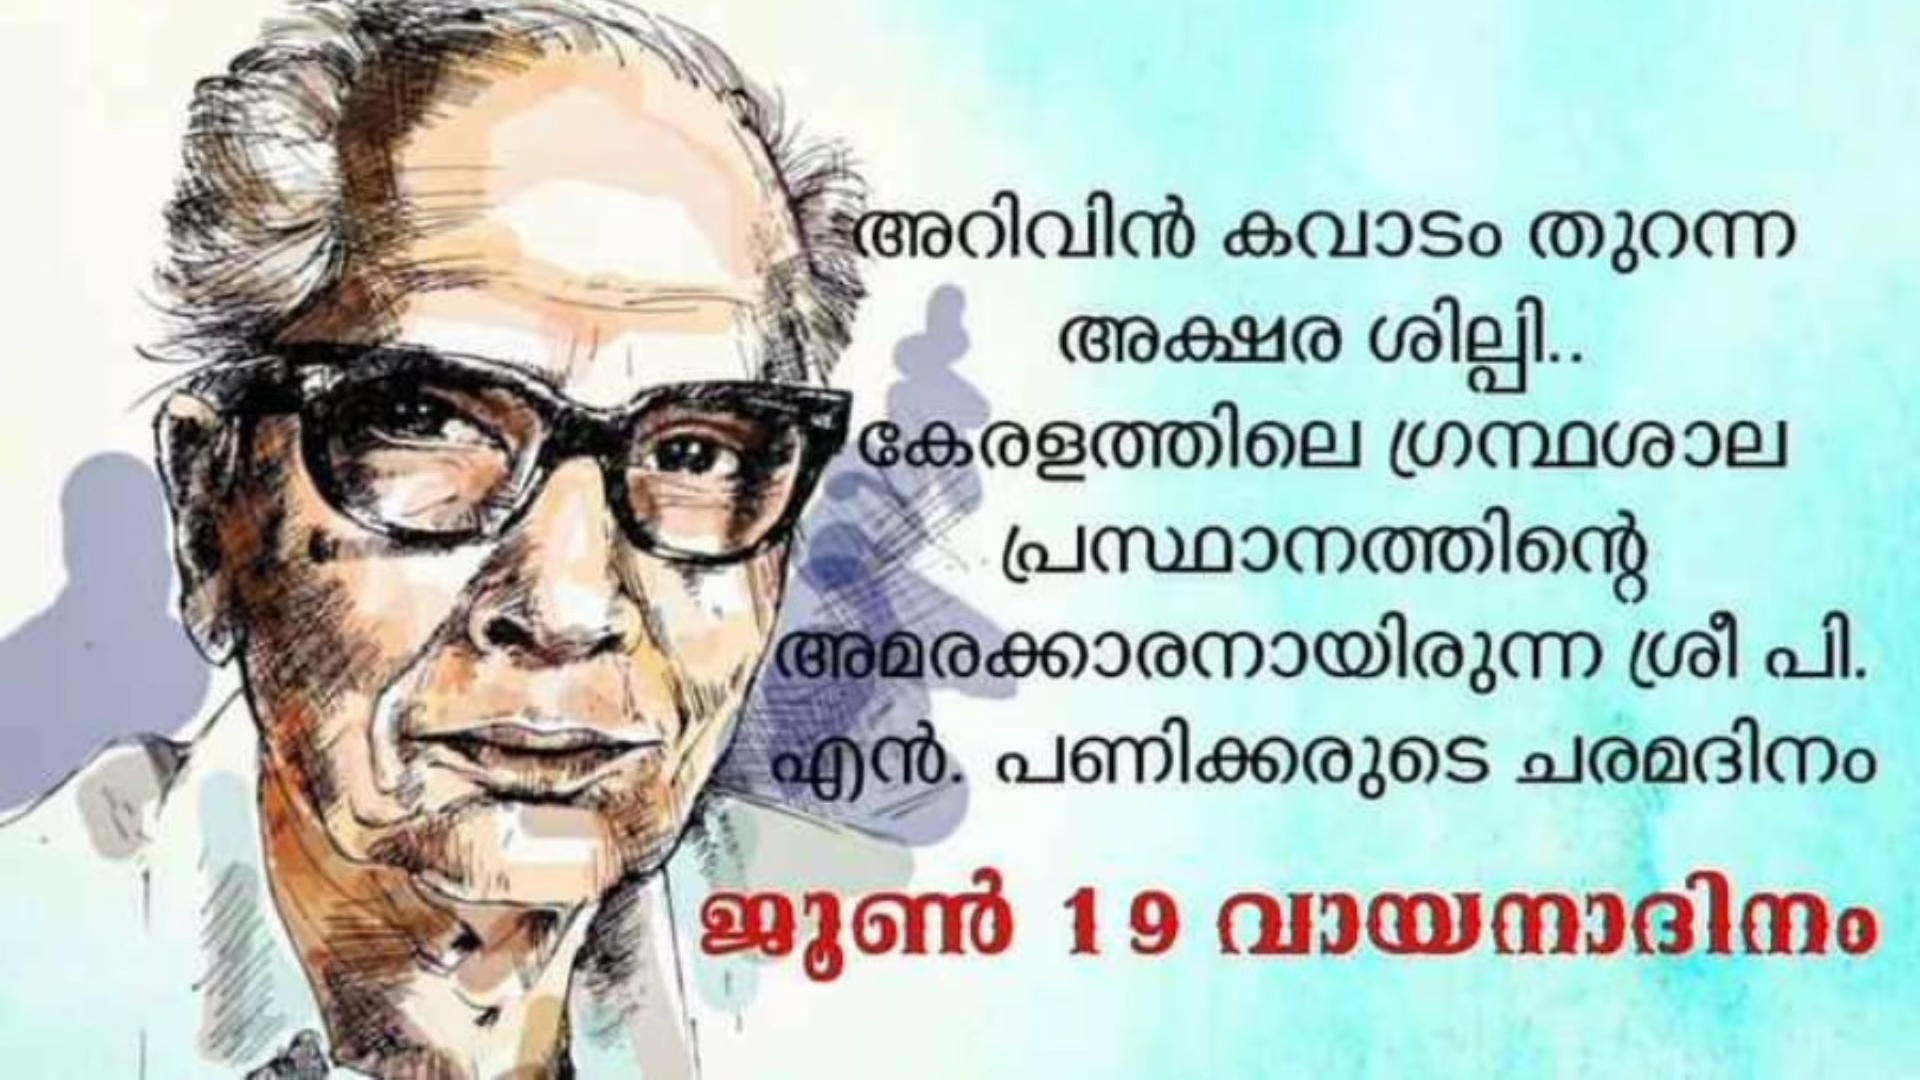 അറിവിൻ കവാടം തുറന്ന
അക്ഷര ശില്പി..
കേരളത്തിലെ ഗ്രന്ഥശാല
പ്രസ്ഥാനത്തിന്റെ
അമരക്കാരനായിരുന്ന ശ്രീ പി.
എൻ. പണിക്കരുടെ ചരമദിനം
ജൂൺ 19 വായനാദിനം